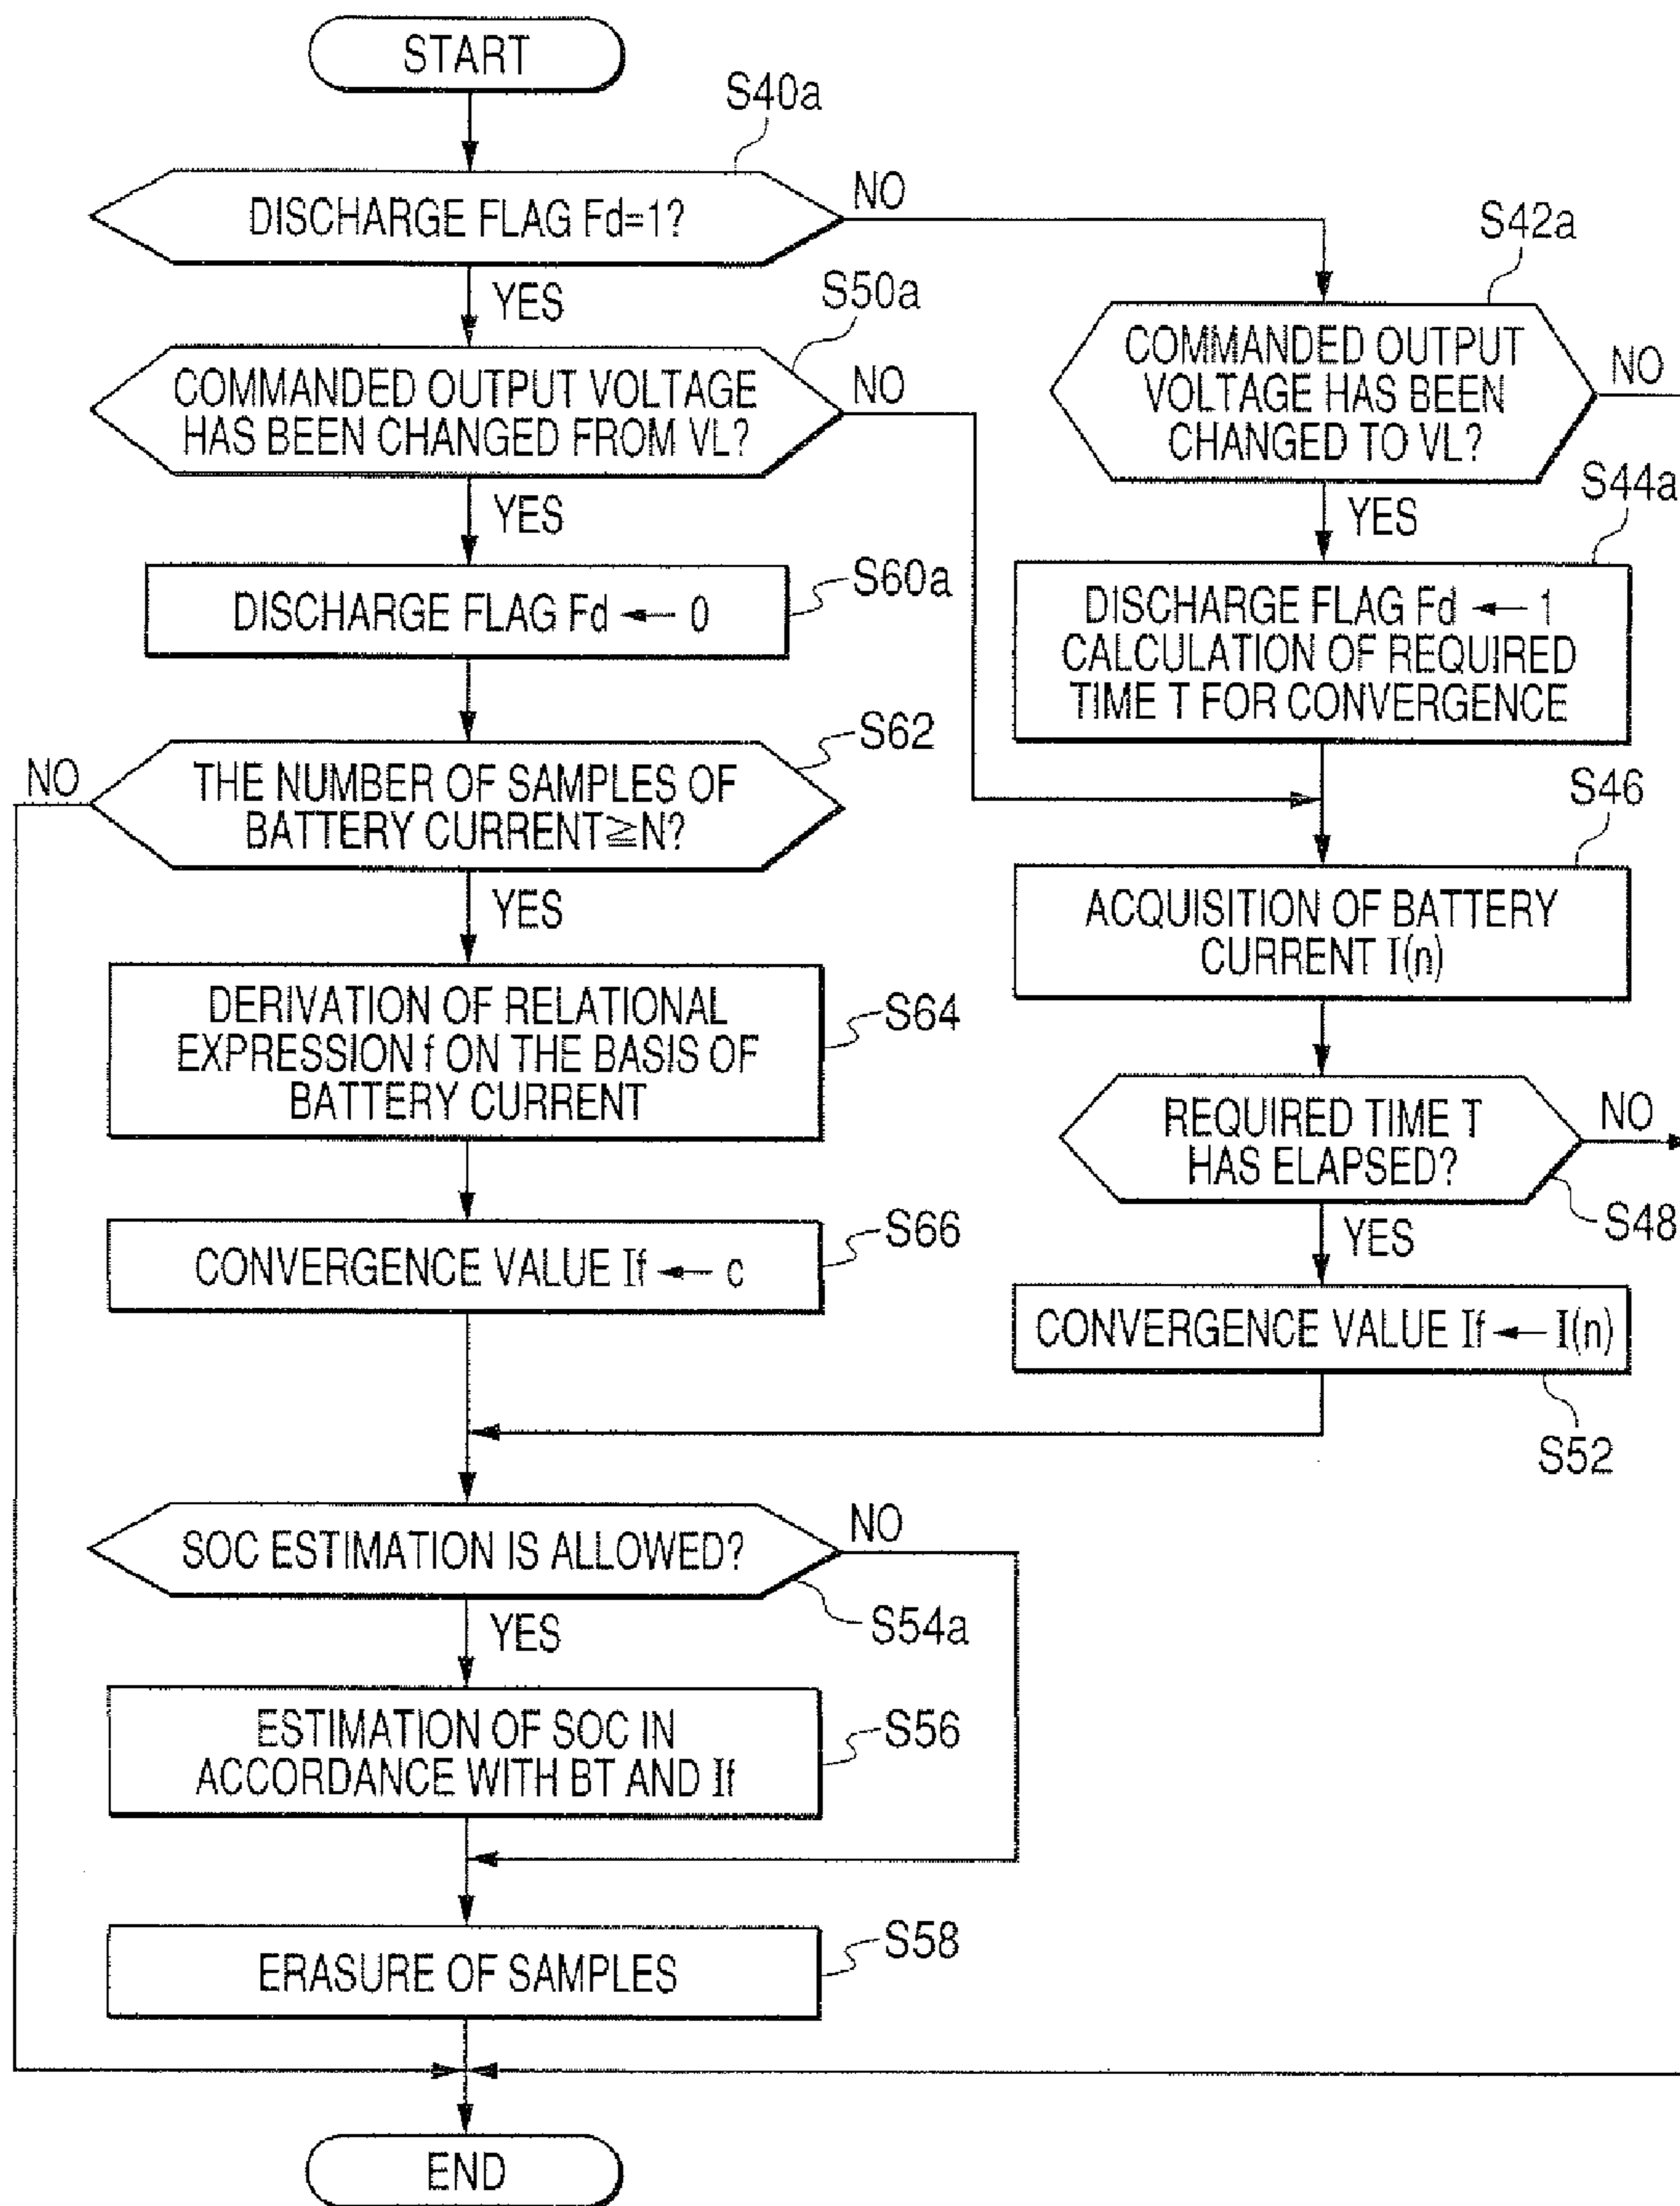 START
S40a
DISCHARGE FLAG Fd=1?
NO
YES
S42a
COMMANDED OUTPUT
VOLTAGE HAS BEEN
CHANGED TO VL?
NO
YES
S50a
COMMANDED OUTPUT VOLTAGE
HAS BEEN CHANGED FROM VL?
NO
YES
S44a
DISCHARGE FLAG Fd ← 1
CALCULATION OF REQUIRED
TIME T FOR CONVERGENCE
S60a
DISCHARGE FLAG Fd ← 0
S62
THE NUMBER OF SAMPLES OF
BATTERY CURRENT≧N?
NO
YES
S46
ACQUISITION OF BATTERY
CURRENT I(n)
S64
DERIVATION OF RELATIONAL
EXPRESSION f ON THE BASIS OF
BATTERY CURRENT
REQUIRED TIME T
HAS ELAPSED?
NO
S48
YES
S66
CONVERGENCE VALUE If ← c
CONVERGENCE VALUE If ← I(n)
S52
SOC ESTIMATION IS ALLOWED?
NO
S54a
YES
ESTIMATION OF SOC IN
ACCORDANCE WITH BT AND If
S56
ERASURE OF SAMPLES
S58
END